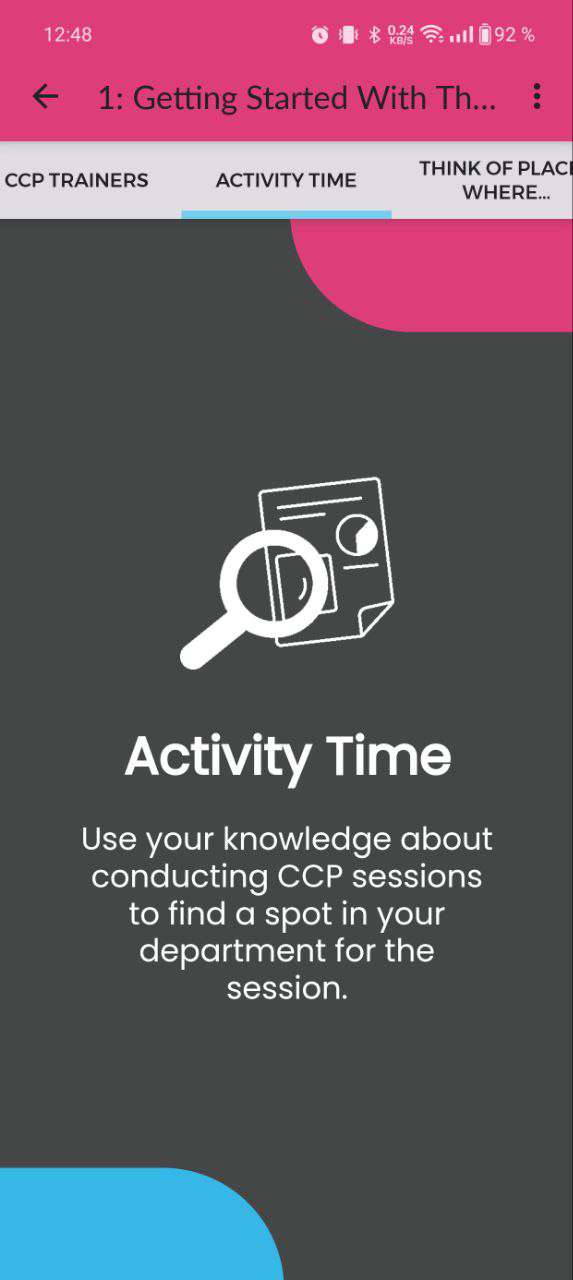 12:48
0.24
KB/S
92 %
1: Getting Started With Th...
CCP TRAINERS
ACTIVITY TIME
THINK OF PLAC
WHERE...
Activity Time
Use your knowledge about
conducting CCP sessions
to find a spot in your
department for the
session.